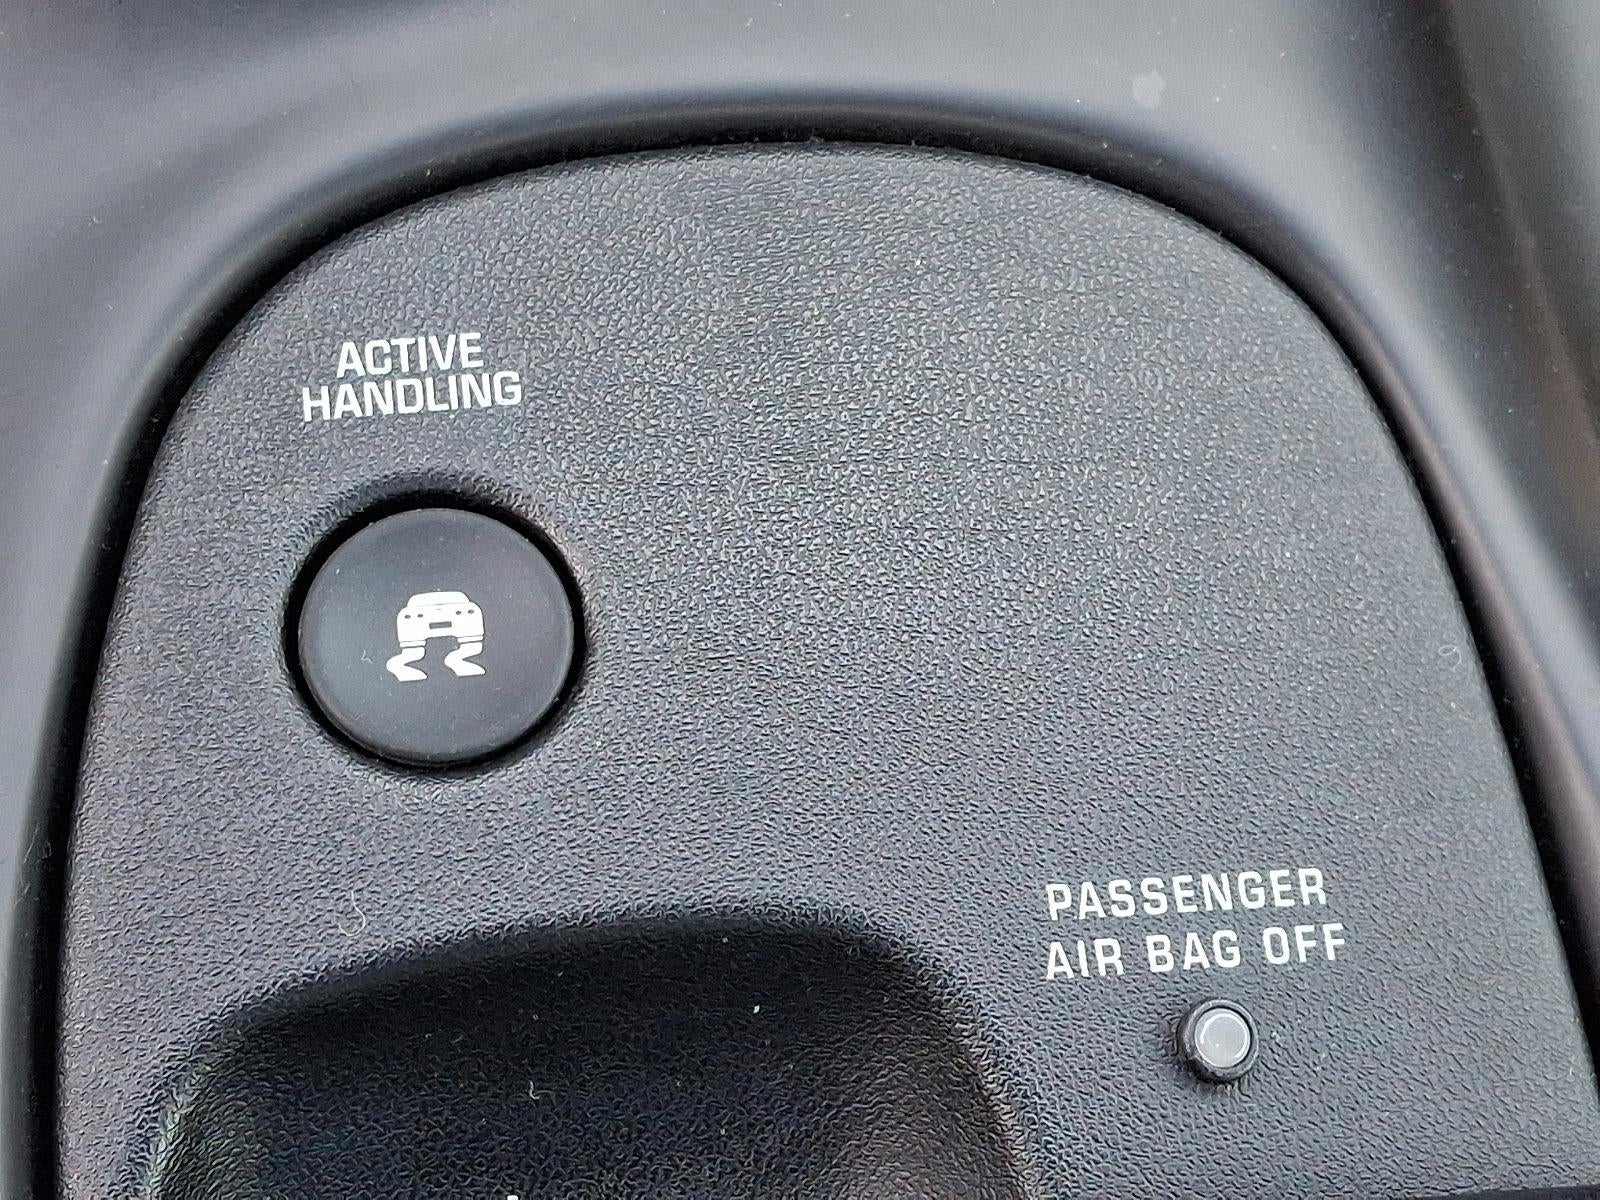 ACTIVE
HANDLING
PASSENGER
AIR BAG OFF